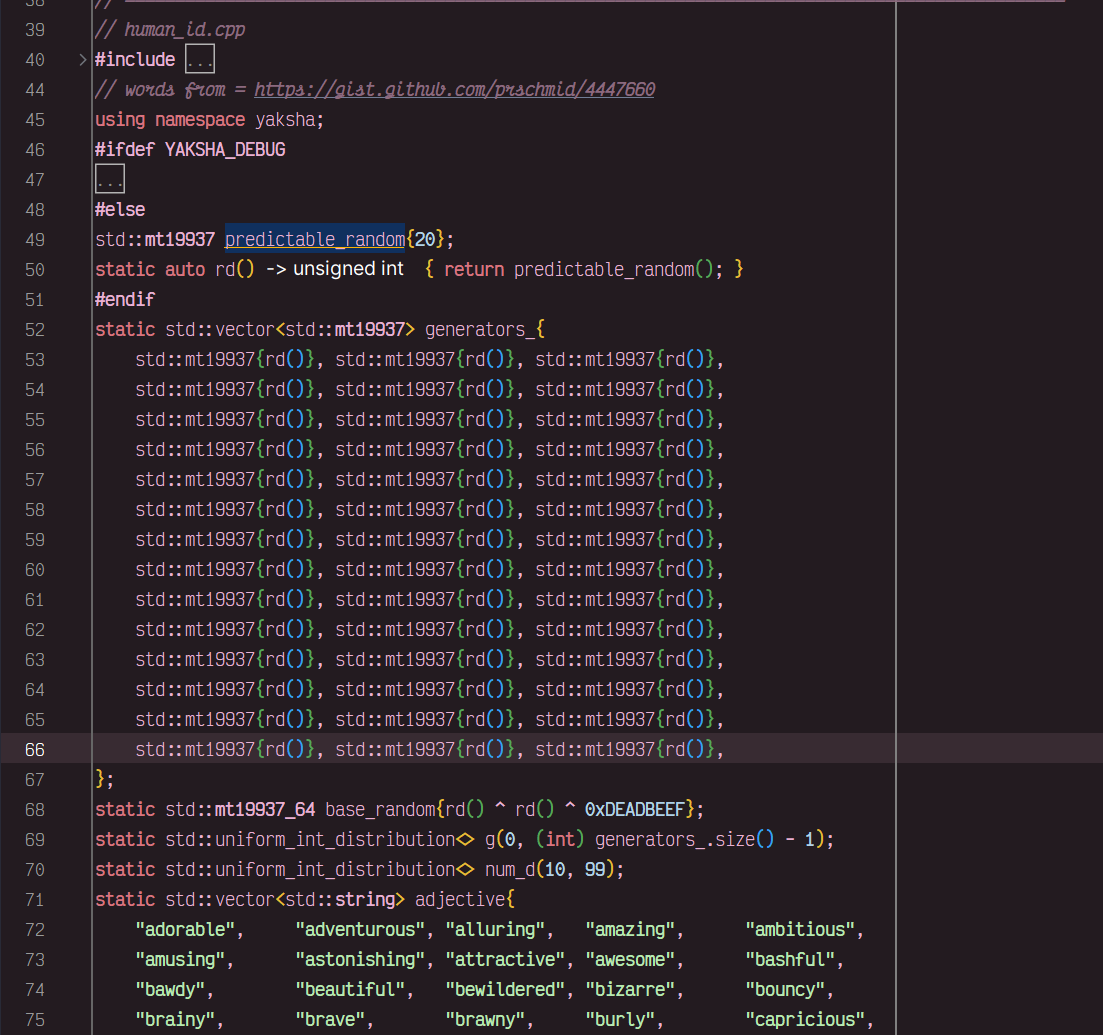 38 // 
39 // human_id.cpp
40 > #include ...
44 // words from = https://gist.github.com/prschmid/4447660
45 using namespace yaksha;
46 #ifdef YAKSHA_DEBUG
47 ...
48 #else
49 std::mt19937 predictable_random{20};
50 static auto rd() -> unsigned int { return predictable_random(); }
51 #endif
52 static std::vector<std::mt19937> generators_{
53 std::mt19937{rd()}, std::mt19937{rd()}, std::mt19937{rd()},
54 std::mt19937{rd()}, std::mt19937{rd()}, std::mt19937{rd()},
55 std::mt19937{rd()}, std::mt19937{rd()}, std::mt19937{rd()},
56 std::mt19937{rd()}, std::mt19937{rd()}, std::mt19937{rd()},
57 std::mt19937{rd()}, std::mt19937{rd()}, std::mt19937{rd()},
58 std::mt19937{rd()}, std::mt19937{rd()}, std::mt19937{rd()},
59 std::mt19937{rd()}, std::mt19937{rd()}, std::mt19937{rd()},
60 std::mt19937{rd()}, std::mt19937{rd()}, std::mt19937{rd()},
61 std::mt19937{rd()}, std::mt19937{rd()}, std::mt19937{rd()},
62 std::mt19937{rd()}, std::mt19937{rd()}, std::mt19937{rd()},
63 std::mt19937{rd()}, std::mt19937{rd()}, std::mt19937{rd()},
64 std::mt19937{rd()}, std::mt19937{rd()}, std::mt19937{rd()},
65 std::mt19937{rd()}, std::mt19937{rd()}, std::mt19937{rd()},
66 std::mt19937{rd()}, std::mt19937{rd()}, std::mt19937{rd()},
67 };
68 static std::mt19937_64 base_random{rd() ^ rd() ^ 0xDEADBEEF};
69 static std::uniform_int_distribution<> g(0, (int) generators_.size() - 1);
70 static std::uniform_int_distribution<> num_d(10, 99);
71 static std::vector<std::string> adjective{
72 "adorable", "adventurous", "alluring", "amazing", "ambitious",
73 "amusing", "astonishing", "attractive", "awesome", "bashful",
74 "bawdy", "beautiful", "bewildered", "bizarre", "bouncy",
75 "brainy", "brave", "brawny", "burly", "capricious",